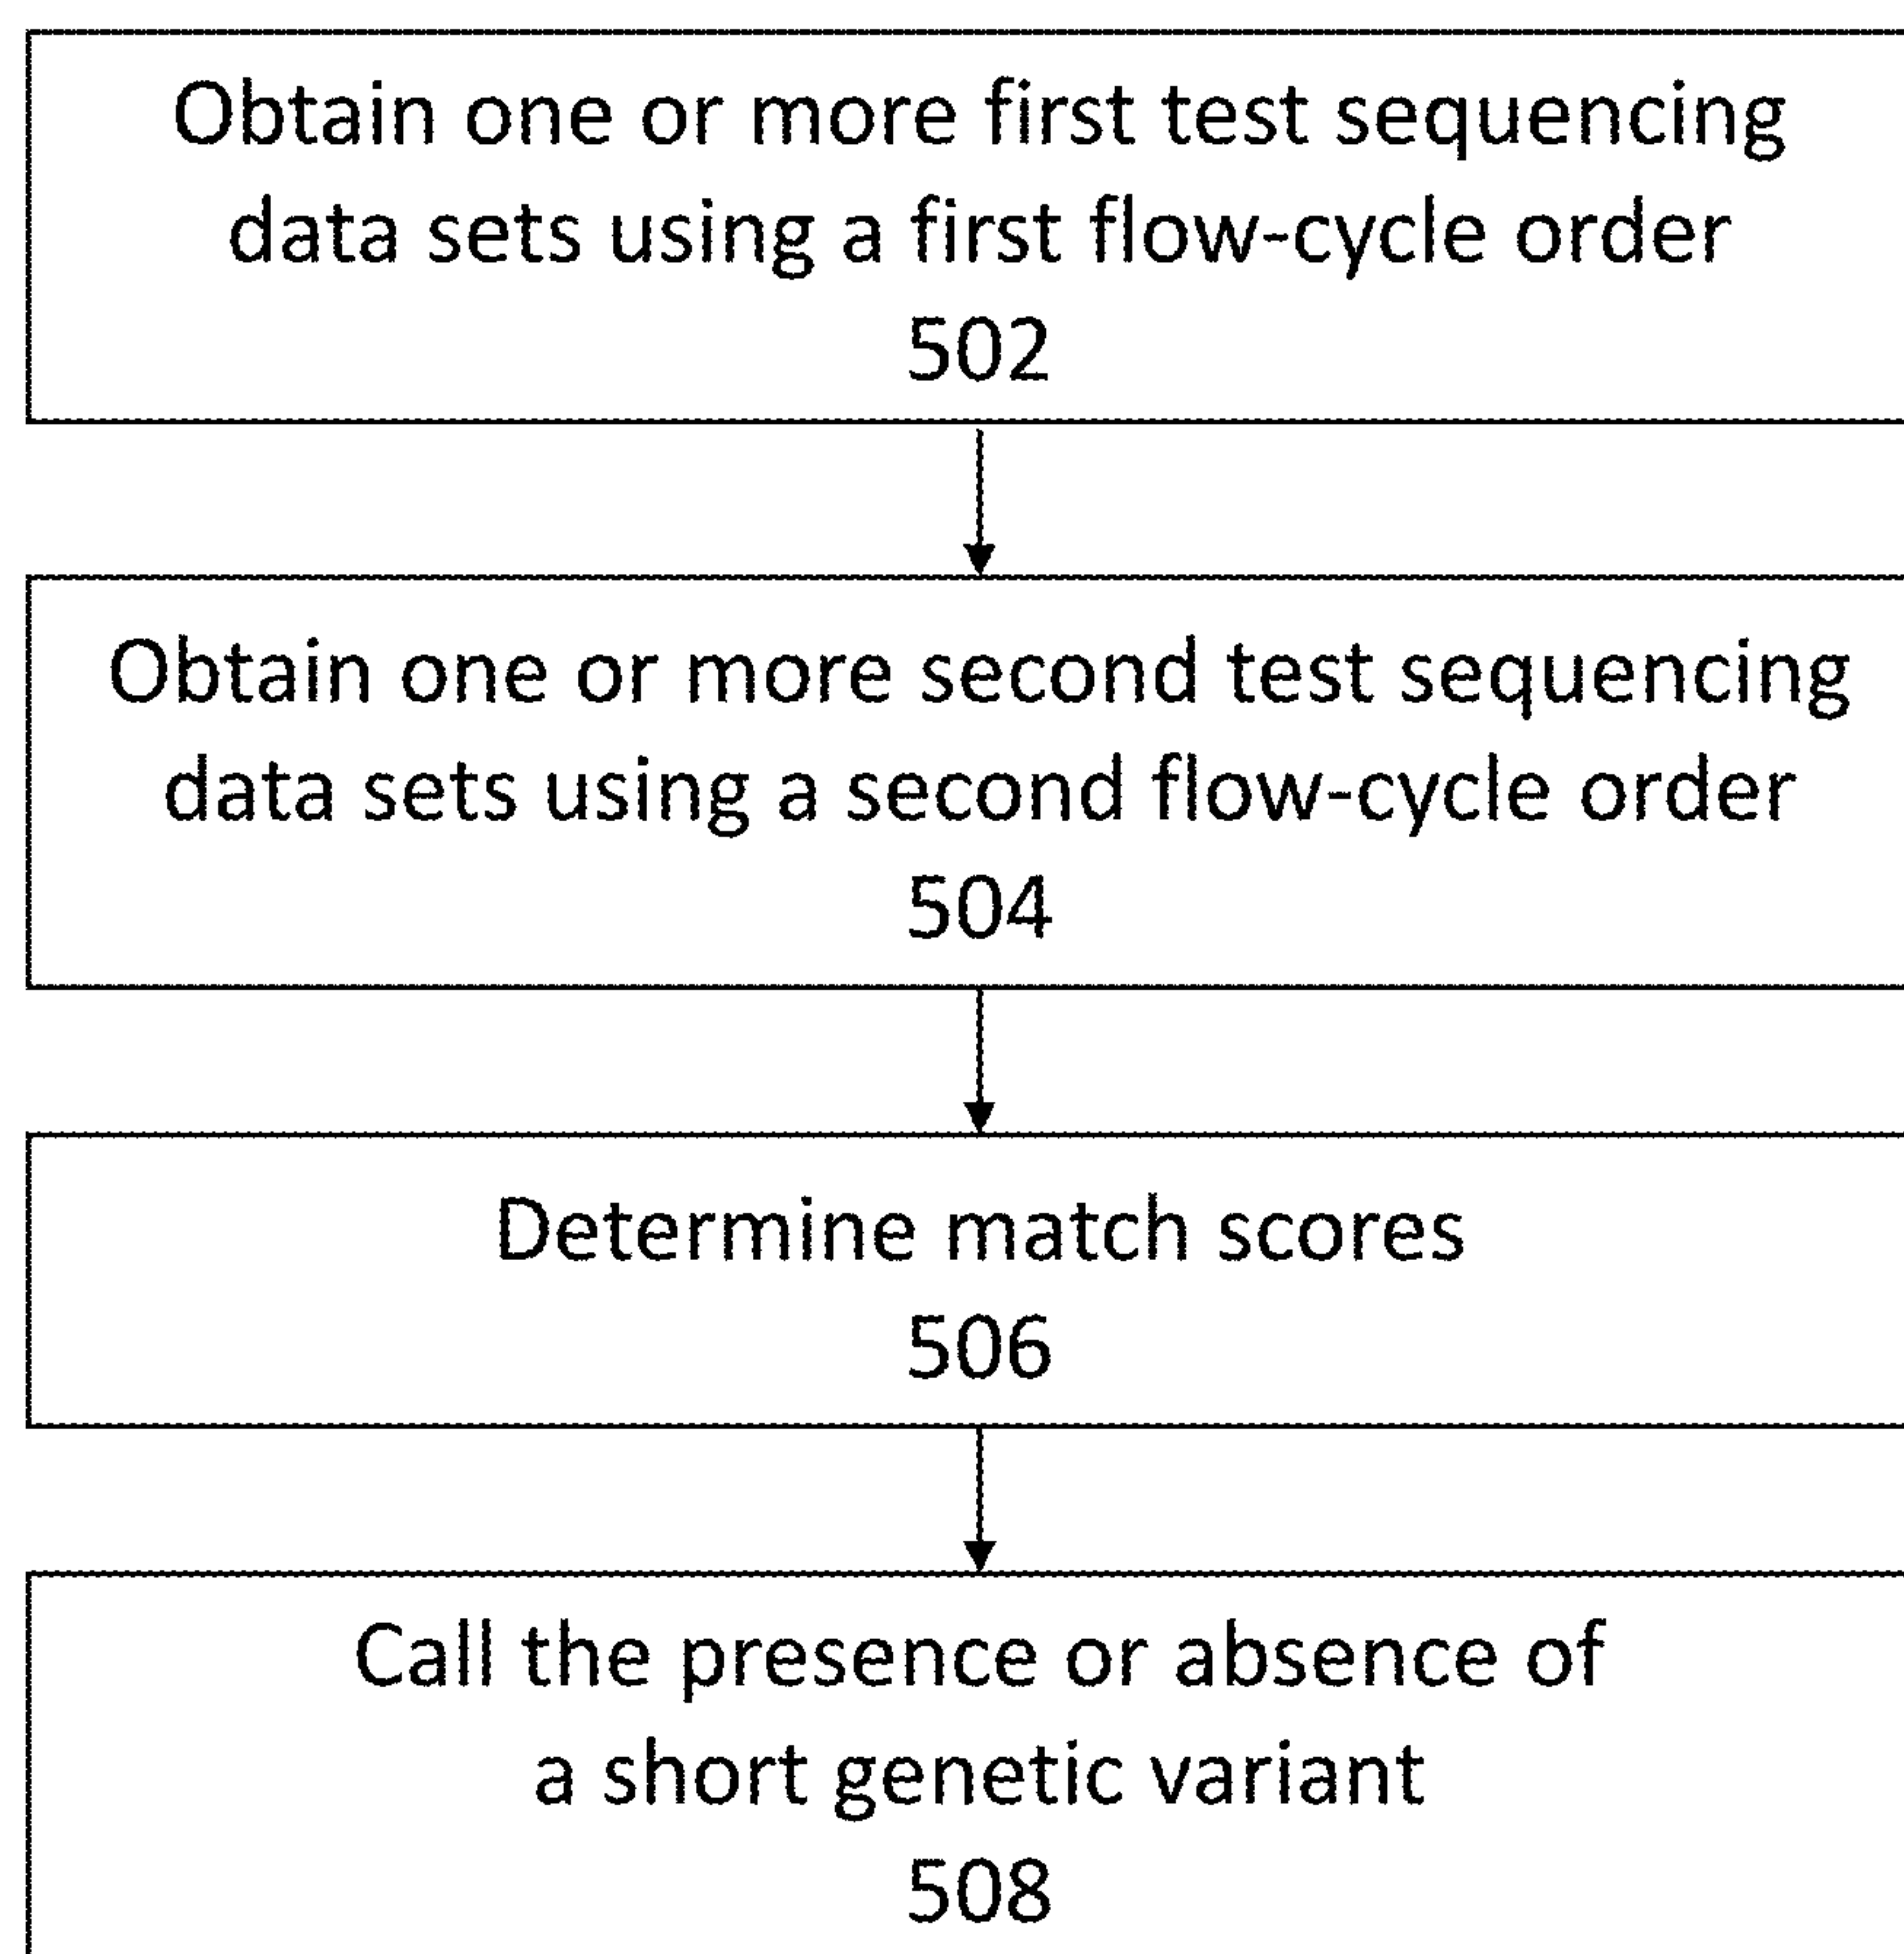 Obtain one or more first test sequencing
data sets using a first flow-cycle order
502
Obtain one or more second test sequencing
data sets using a second flow-cycle order
504
Determine match scores
506
Call the presence or absence of
a short genetic variant
508